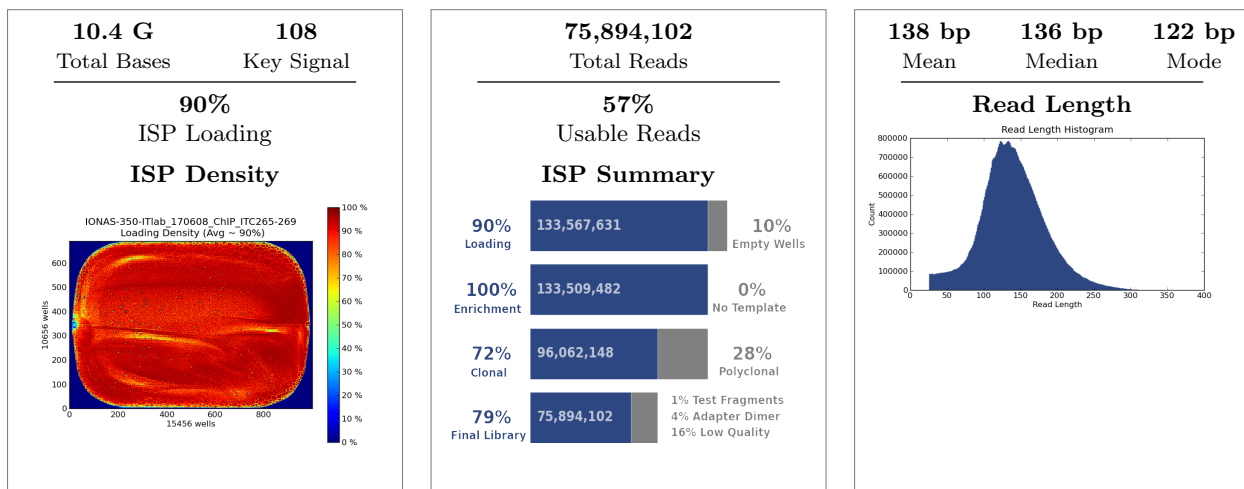 10.4 G
108
Total Bases
Key Signal
90%
ISP Loading
ISP Density
IONAS-350-ITlab_170608_ChIP_ITC265-269
Loading Density (Avg ~ 90%)
10656 wells
600
500
400
300
200
100
0
0 200 400 600 800
15456 wells
100 %
90 %
80 %
70 %
60 %
50 %
40 %
30 %
20 %
10 %
0 %
75,894,102
Total Reads
57%
Usable Reads
ISP Summary
90%
Loading
133,567,631
10%
Empty Wells
100%
Enrichment
133,509,482
0%
No Template
72%
Clonal
96,062,148
28%
Polyclonal
79%
Final Library
75,894,102
1% Test Fragments
4% Adapter Dimer
16% Low Quality
138 bp
136 bp
122 bp
Mean
Median
Mode
Read Length
Read Length Histogram
Count
800000
700000
600000
500000
400000
300000
200000
100000
0
0 50 100 150 200 250 300 350 400
Read Length